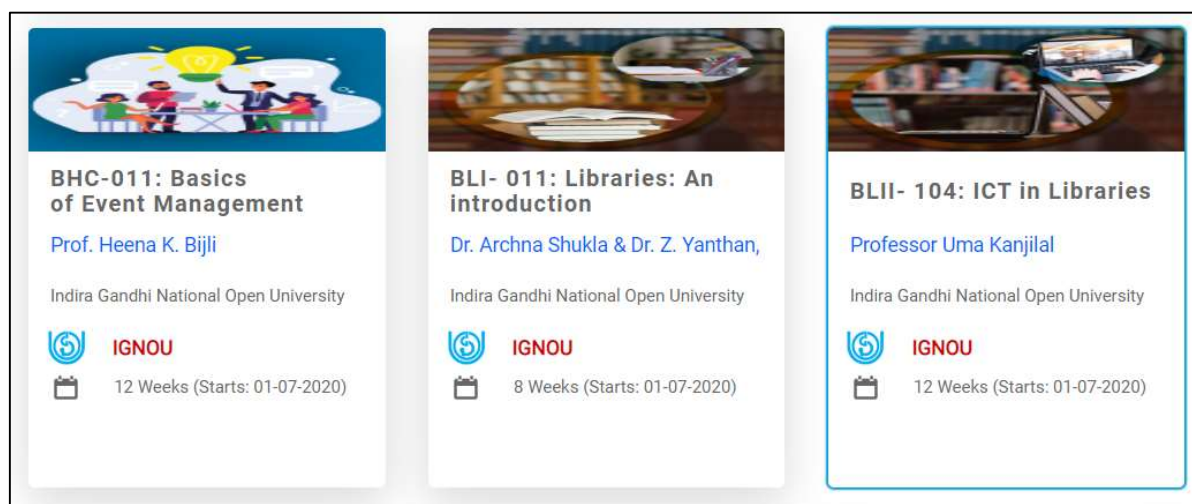 BHC-011: Basics
of Event Management
Prof. Heena K. Bijli
Indira Gandhi National Open University
IGNOU
12 Weeks (Starts: 01-07-2020)
BLI- 011: Libraries: An
introduction
Dr. Archna Shukla & Dr. Z. Yanthan,
Indira Gandhi National Open University
IGNOU
8 Weeks (Starts: 01-07-2020)
BLII- 104: ICT in Libraries
Professor Uma Kanjilal
Indira Gandhi National Open University
IGNOU
12 Weeks (Starts: 01-07-2020)